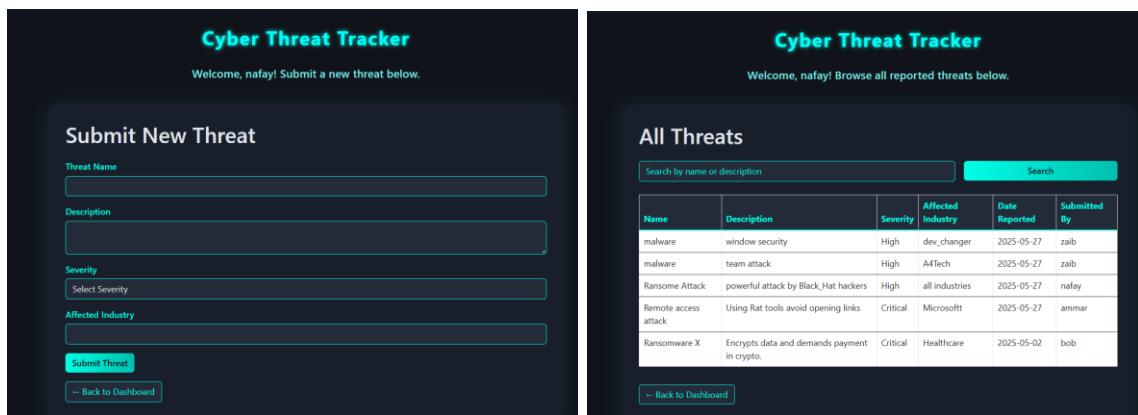 Cyber Threat Tracker
Welcome, nafay! Submit a new threat below.
Submit New Threat
Threat Name
Description
Severity
Select Severity
Affected Industry
Submit Threat
← Back to Dashboard
Cyber Threat Tracker
Welcome, nafay! Browse all reported threats below.
All Threats
Search by name or description Search
Name Description Severity Affected Industry Date Reported Submitted By
malware window security High dev_changer 2025-05-27 zaib
malware team attack High A4Tech 2025-05-27 zaib
Ransome Attack powerful attack by Black_Hat hackers High all industries 2025-05-27 nafay
Remote access attack Using Rat tools avoid opening links Critical Microsoftt 2025-05-27 ammar
Ransomware X Encrypts data and demands payment in crypto. Critical Healthcare 2025-05-02 bob
← Back to Dashboard